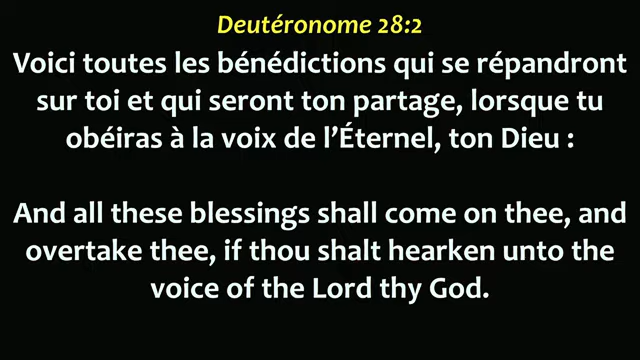 Deutéronome 28:2
Voici toutes les bénédictions qui se répandront
sur toi et qui seront ton partage, lorsque tu
obéiras à la voix de l’Éternel, ton Dieu :
And all these blessings shall come on thee, and
overtake thee, if thou shalt hearken unto the
voice of the Lord thy God.